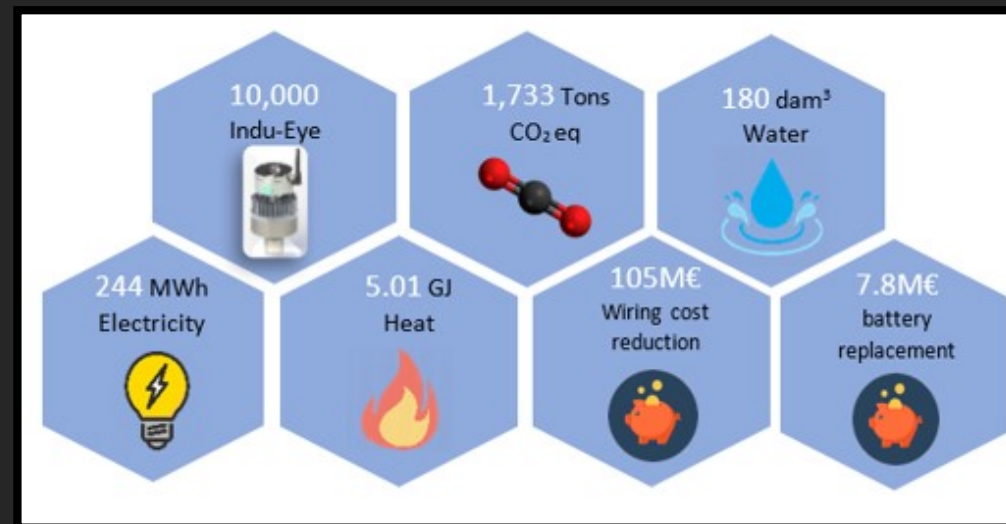 10,000
Indu-Eye
1,733 Tons
CO₂ eq
180 dam³
Water
244 MWh
Electricity
5.01 GJ
Heat
105M€
Wiring cost
reduction
7.8M€
battery
replacement